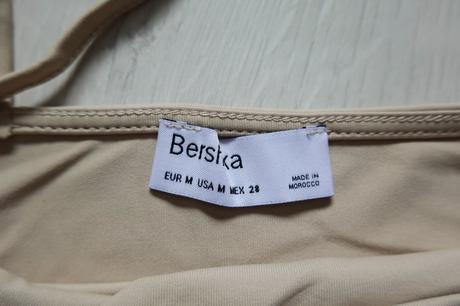 Bershka
EUR M USA M MEX 28
MADE IN
MOROCCO